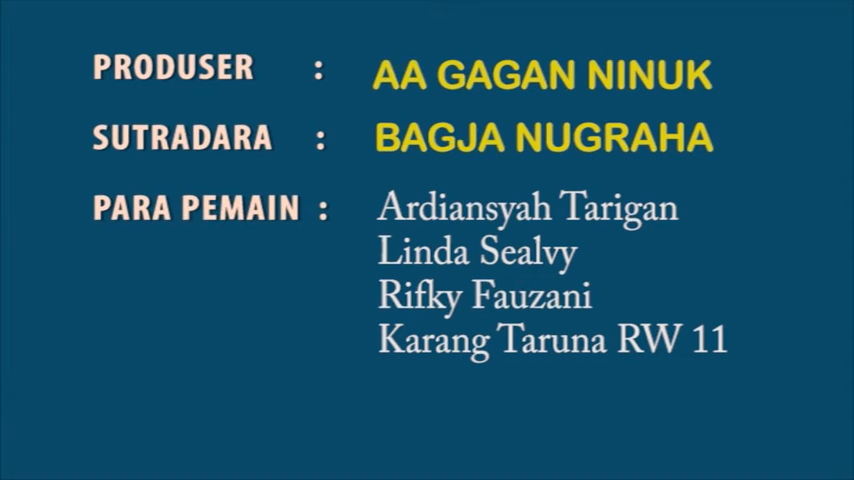 PRODUSER : AA GAGAN NINUK
SUTRADARA : BAGJA NUGRAHA
PARA PEMAIN : Ardiansyah Tarigan
Linda Sealvy
Rifky Fauzani
Karang Taruna RW 11